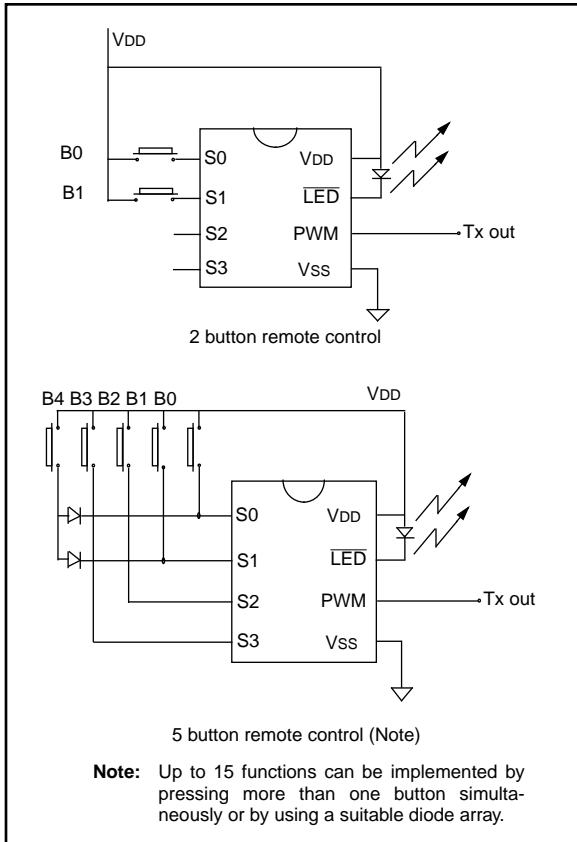 VDD
B0
B1
S0
S1
S2
S3
VDD
LED
PWM
VSS
Tx out
2 button remote control
B4 B3 B2 B1 B0
VDD
S0
S1
S2
S3
VDD
LED
PWM
VSS
Tx out
5 button remote control (Note)
Note: Up to 15 functions can be implemented by
pressing more than one button simulta-
neously or by using a suitable diode array.